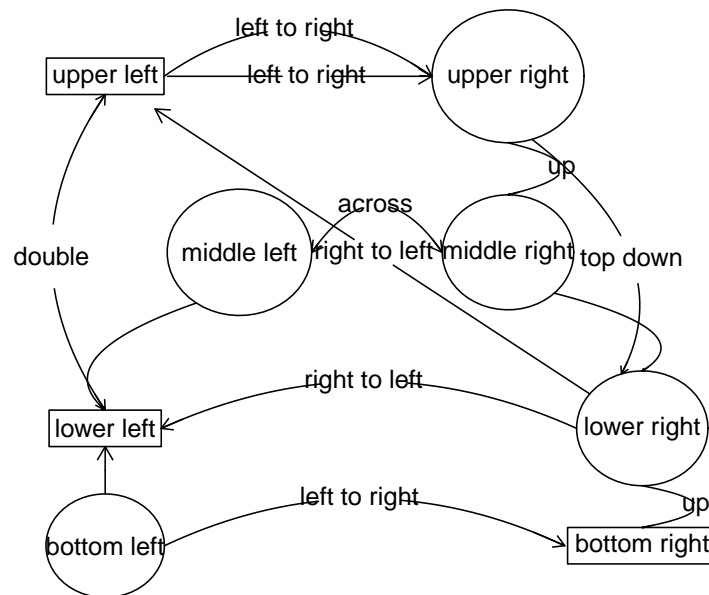 left to right
upper left
left to right
upper right
up
across
middle left
right to left
middle right
double
top down
right to left
lower left
lower right
left to right
up
bottom left
bottom right